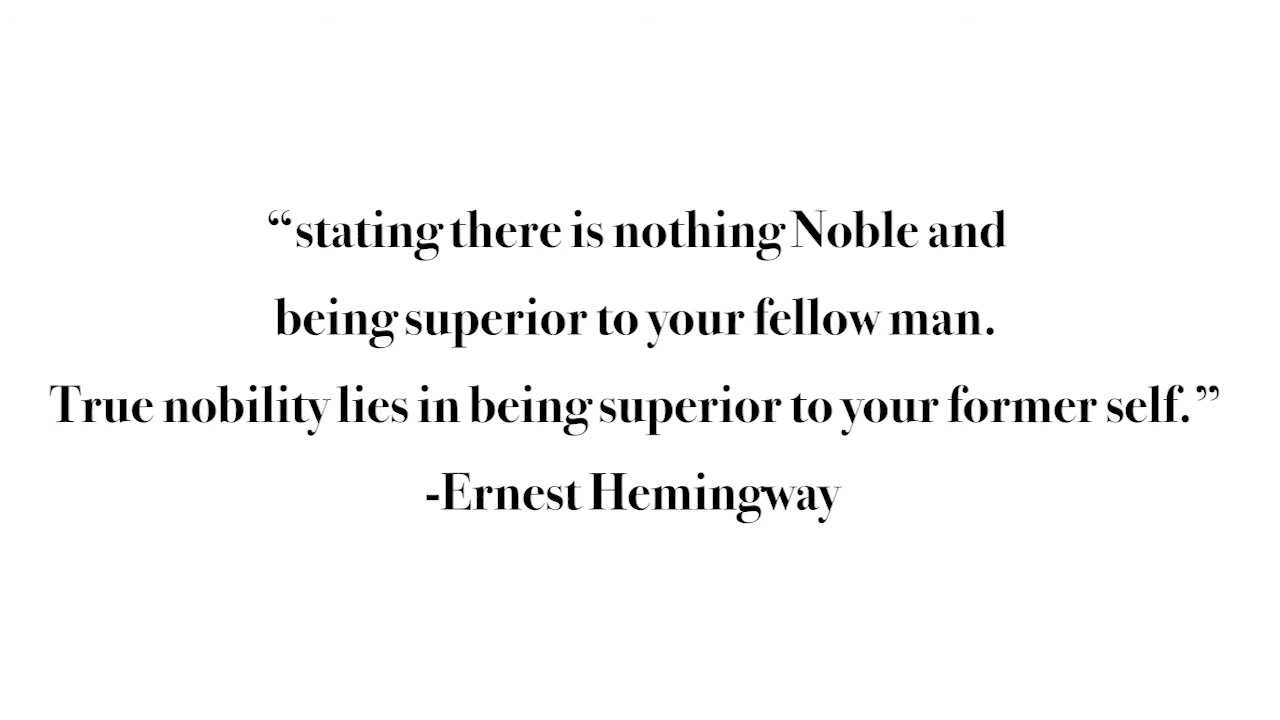 “stating there is nothing Noble and
being superior to your fellow man.
True nobility lies in being superior to your former self.”
-Ernest Hemingway